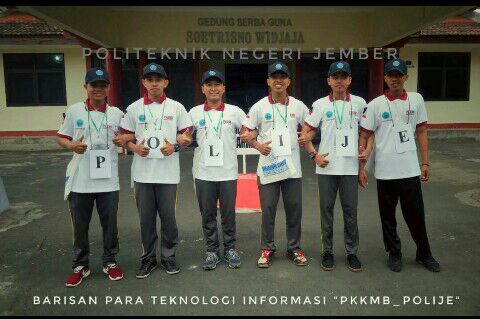 GEDUNG SERBA GUNA
SOETRISNO WIDJAJA
POLITEKNIK NEGERI JEMBER
P O L I J E
BARISAN PARA TEKNOLOGI INFORMASI "PKKMB_POLIJE"